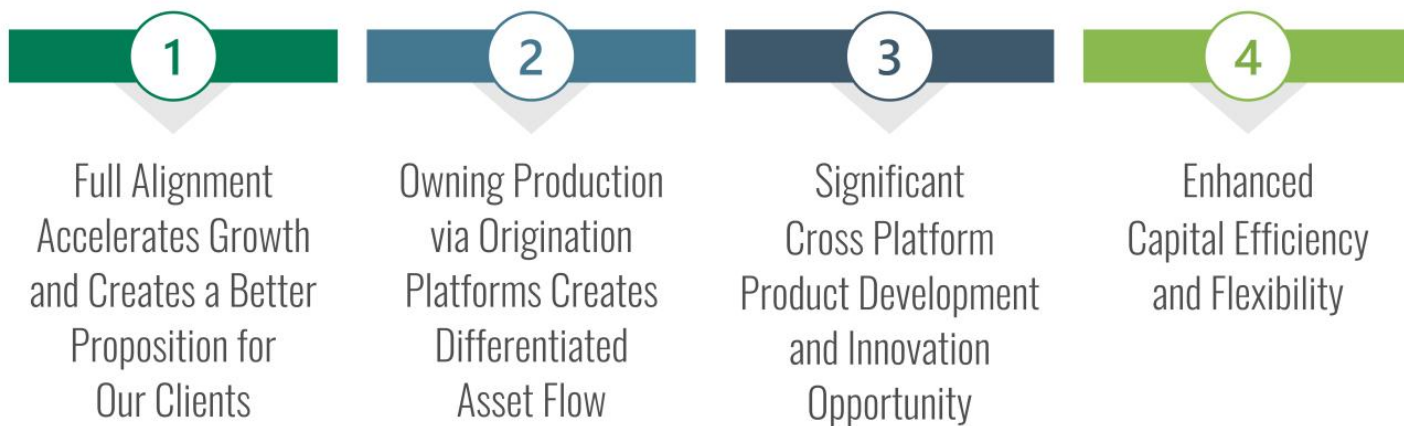 1
Full Alignment
Accelerates Growth
and Creates a Better
Proposition for
Our Clients
2
Owning Production
via Origination
Platforms Creates
Differentiated
Asset Flow
3
Significant
Cross Platform
Product Development
and Innovation
Opportunity
4
Enhanced
Capital Efficiency
and Flexibility